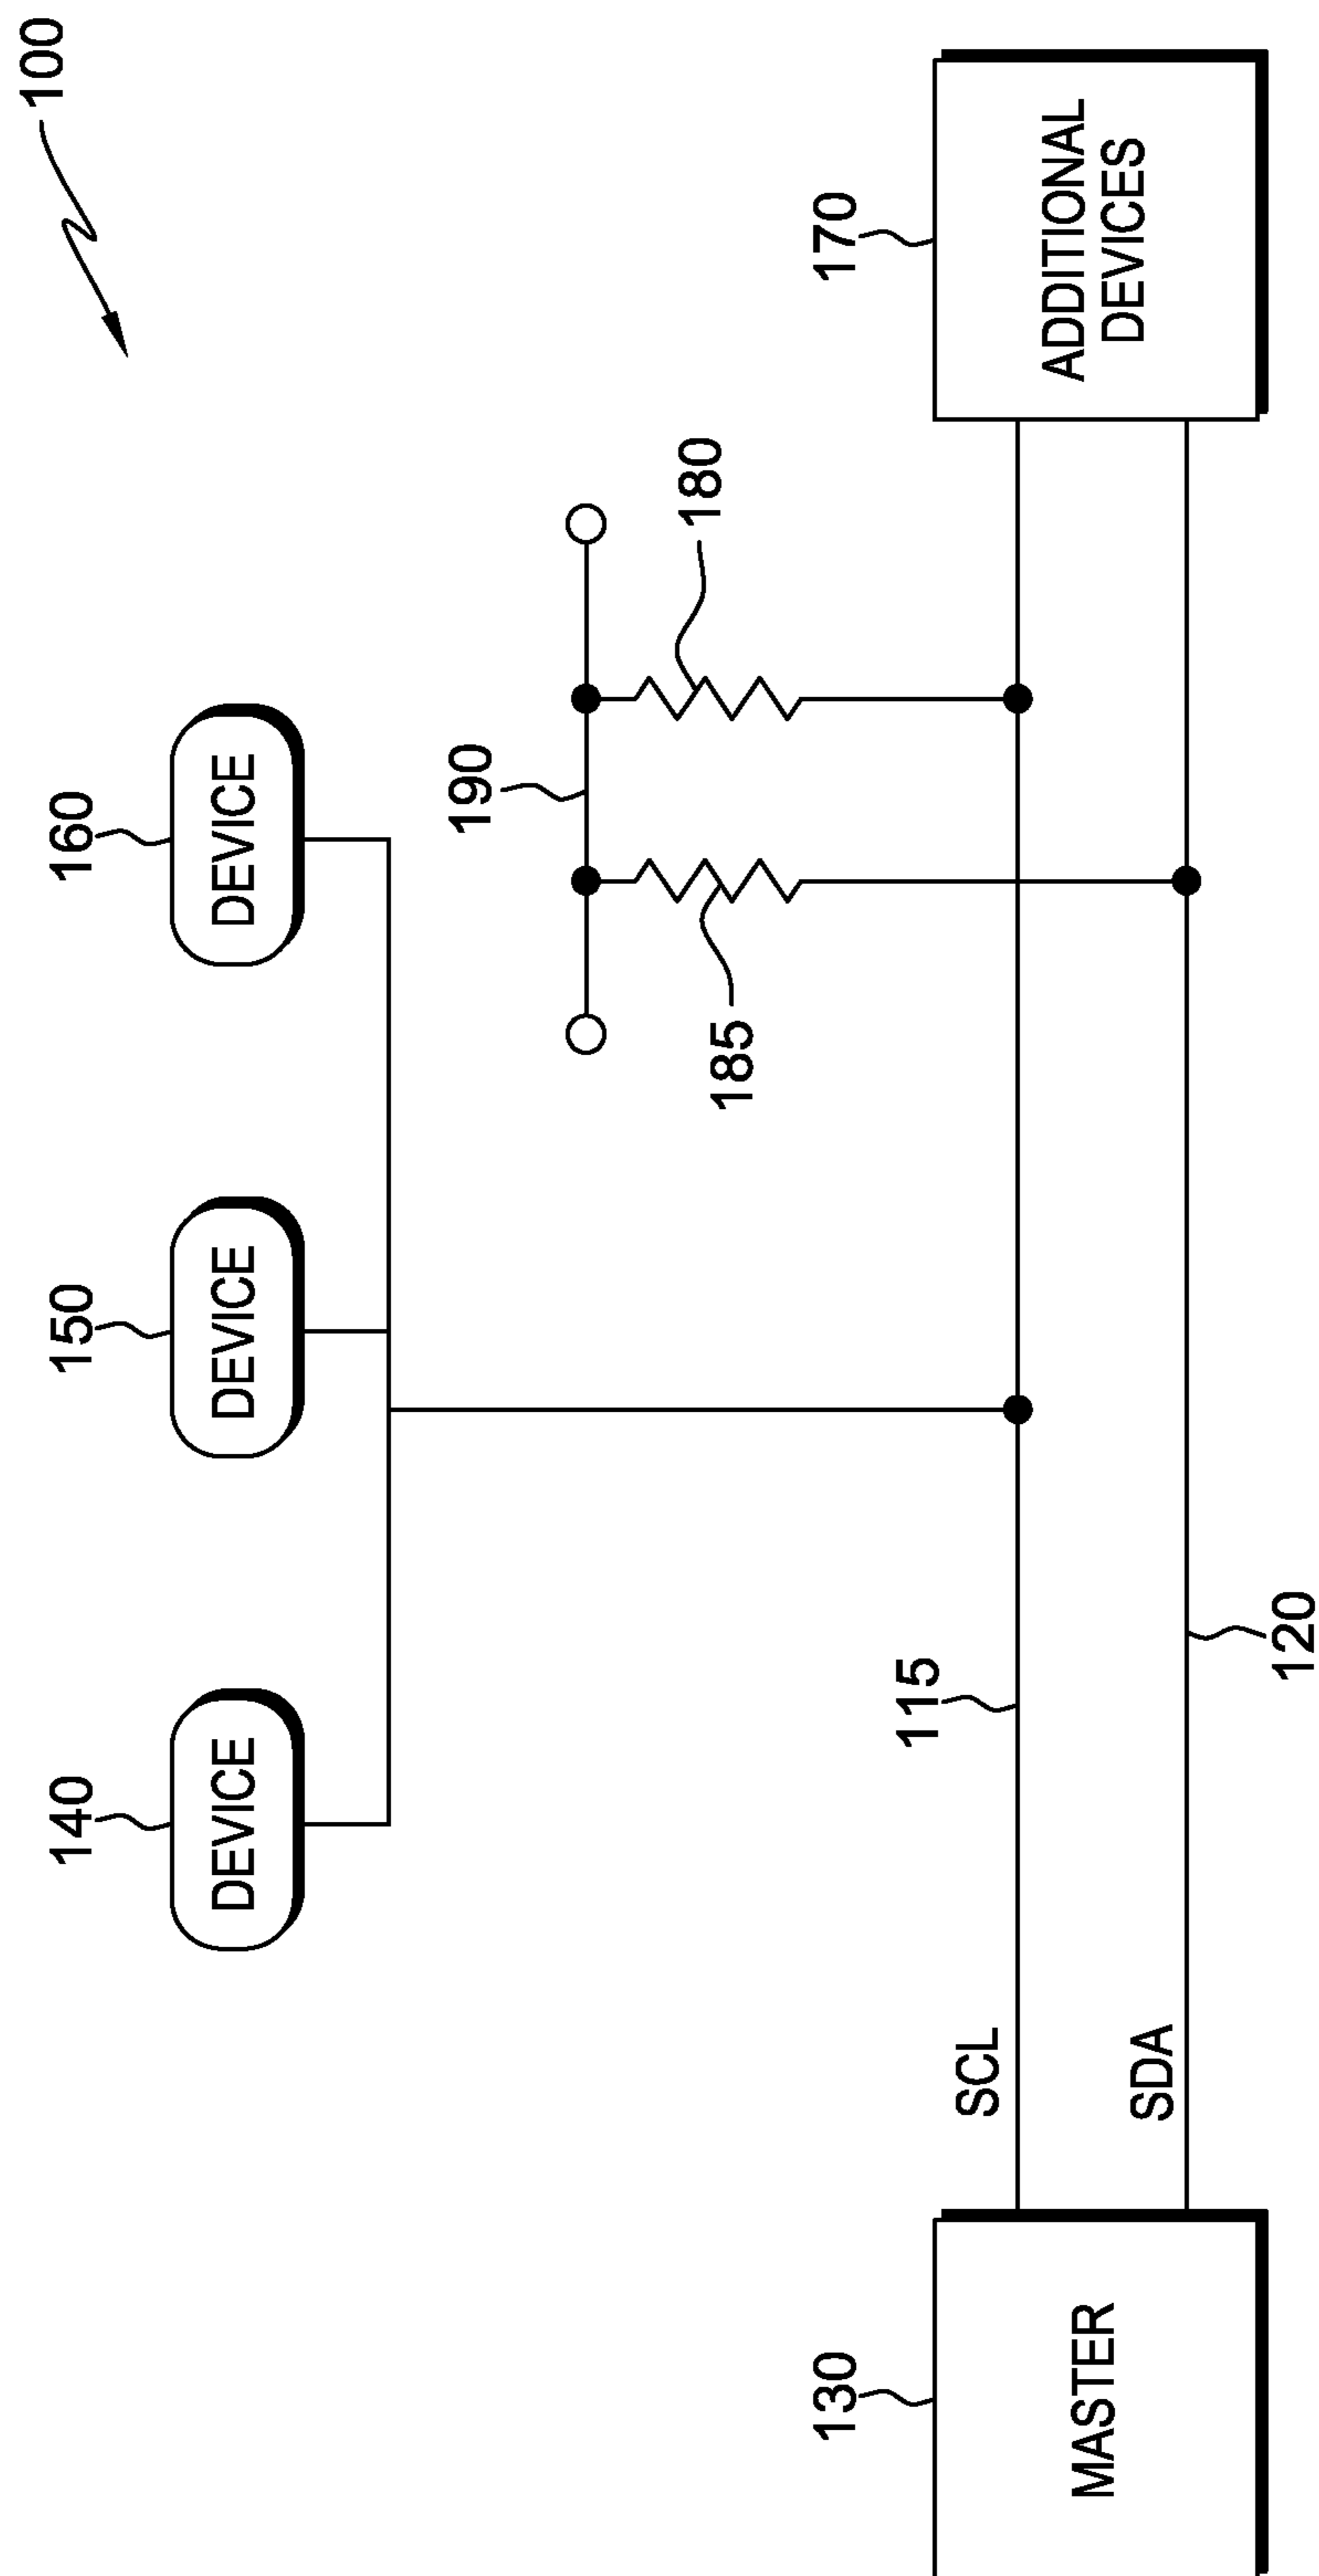 100
140
150
160
DEVICE
DEVICE
DEVICE
190
180
185
130
115
170
SCL
MASTER
ADDITIONAL
DEVICES
SDA
120